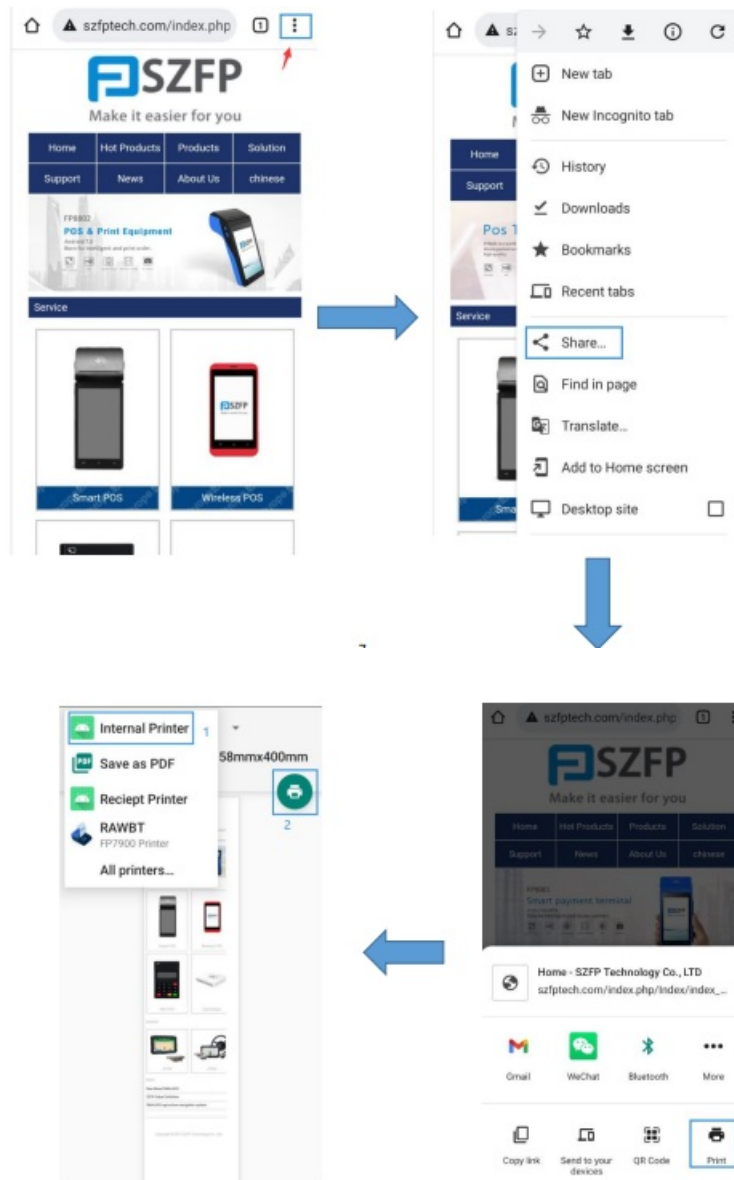 szfptech.com/index.php
1
SZFP
Make it easier for you
Home Hot Products Products Solution
Support News About Us chinese
FP8802
POS & Print Equipment
Service
SZFP
Smart POS Wireless POS
New tab
New Incognito tab
History
Downloads
Bookmarks
Recent tabs
Share...
Find in page
Translate...
Add to Home screen
Desktop site
Home
Support
Pos T
Service
Sma
Internal Printer 1
Save as PDF
58mmx400mm
Reciept Printer
2
RAWBT
FP7900 Printer
All printers...
szfptech.com/index.php 1
SZFP
Make it easier for you
Home Hot Products Products Solution
Support News About Us chinese
Smart payment terminal
Home - SZFP Technology Co., LTD
szfptech.com/index.php/Index/index_...
Gmail WeChat Bluetooth More
Copy link Send to your devices QR Code Print